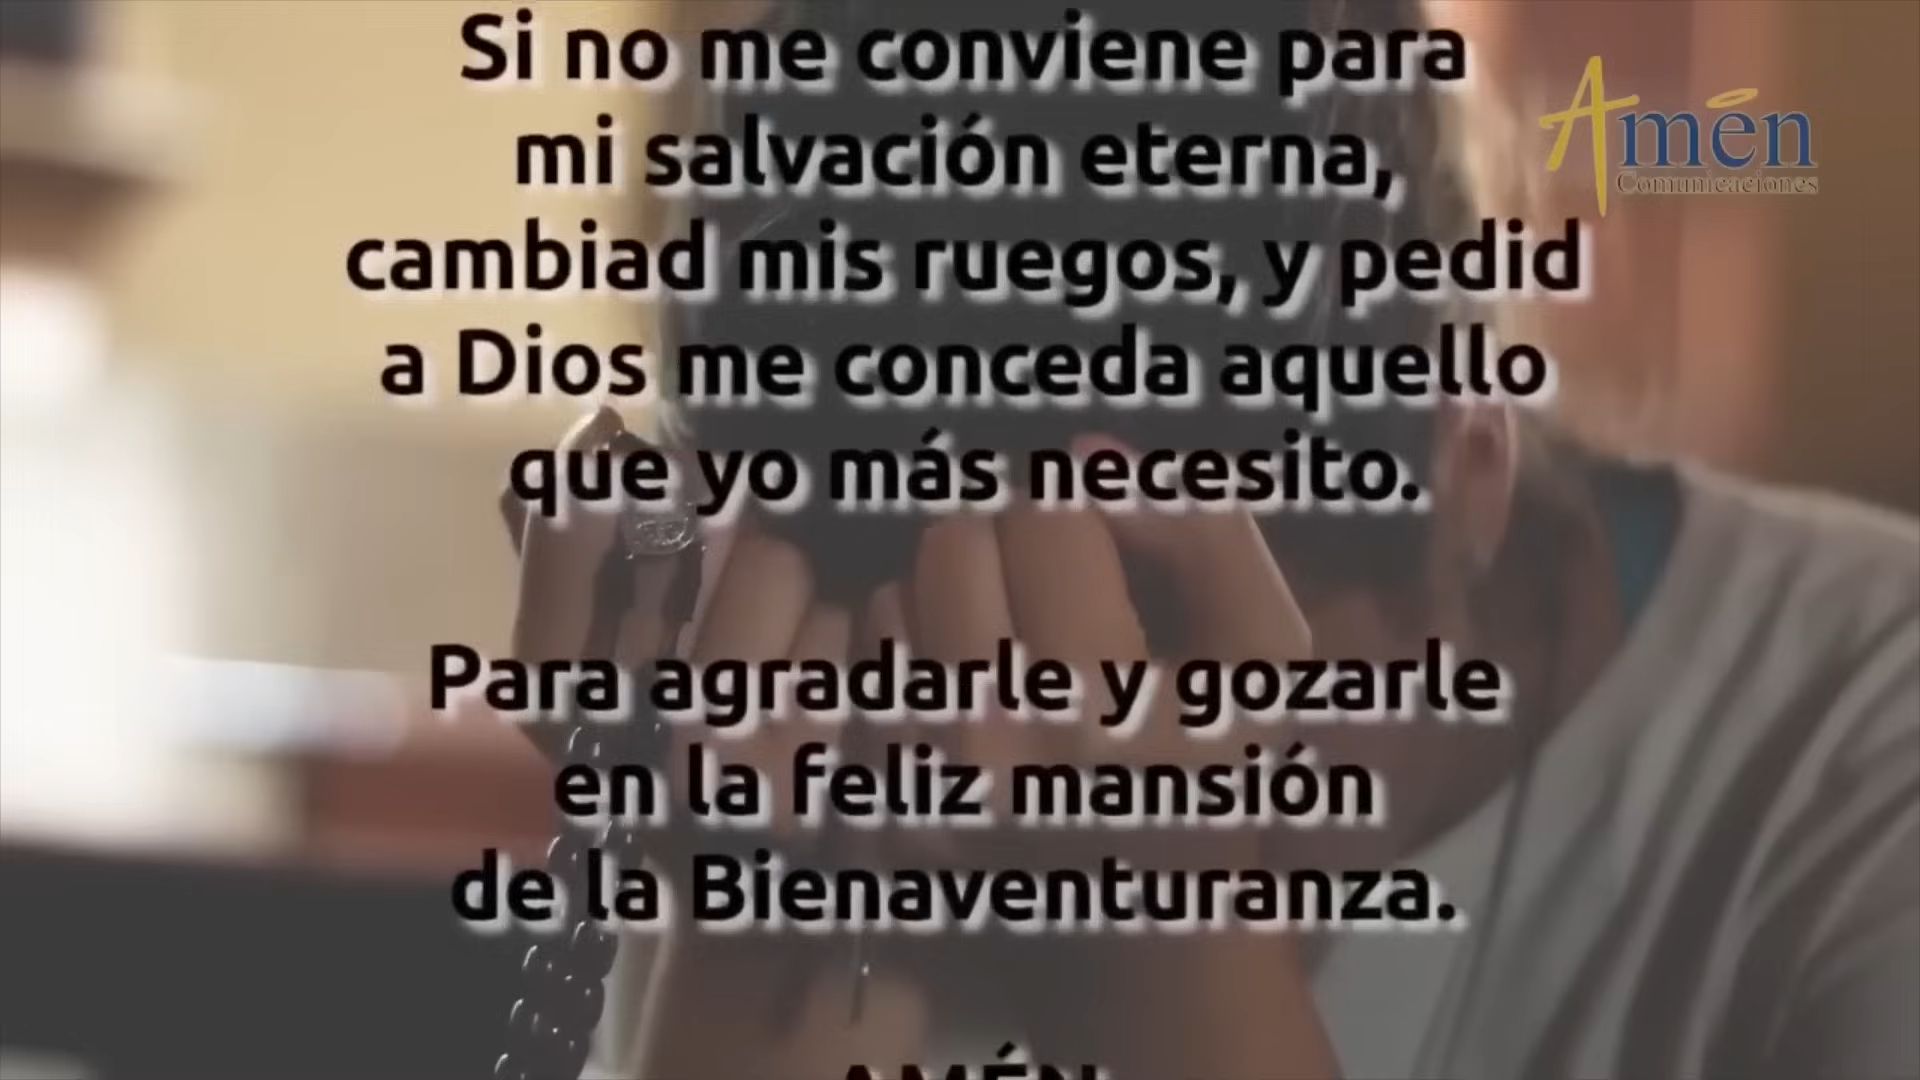 Si no me conviene para
mi salvación eterna,
cambiad mis ruegos, y pedid
a Dios me conceda aquello
que yo más necesito.
Para agradarle y gozarle
en la feliz mansión
de la Bienaventuranza.
AMÉN
Amén
Comunicaciones